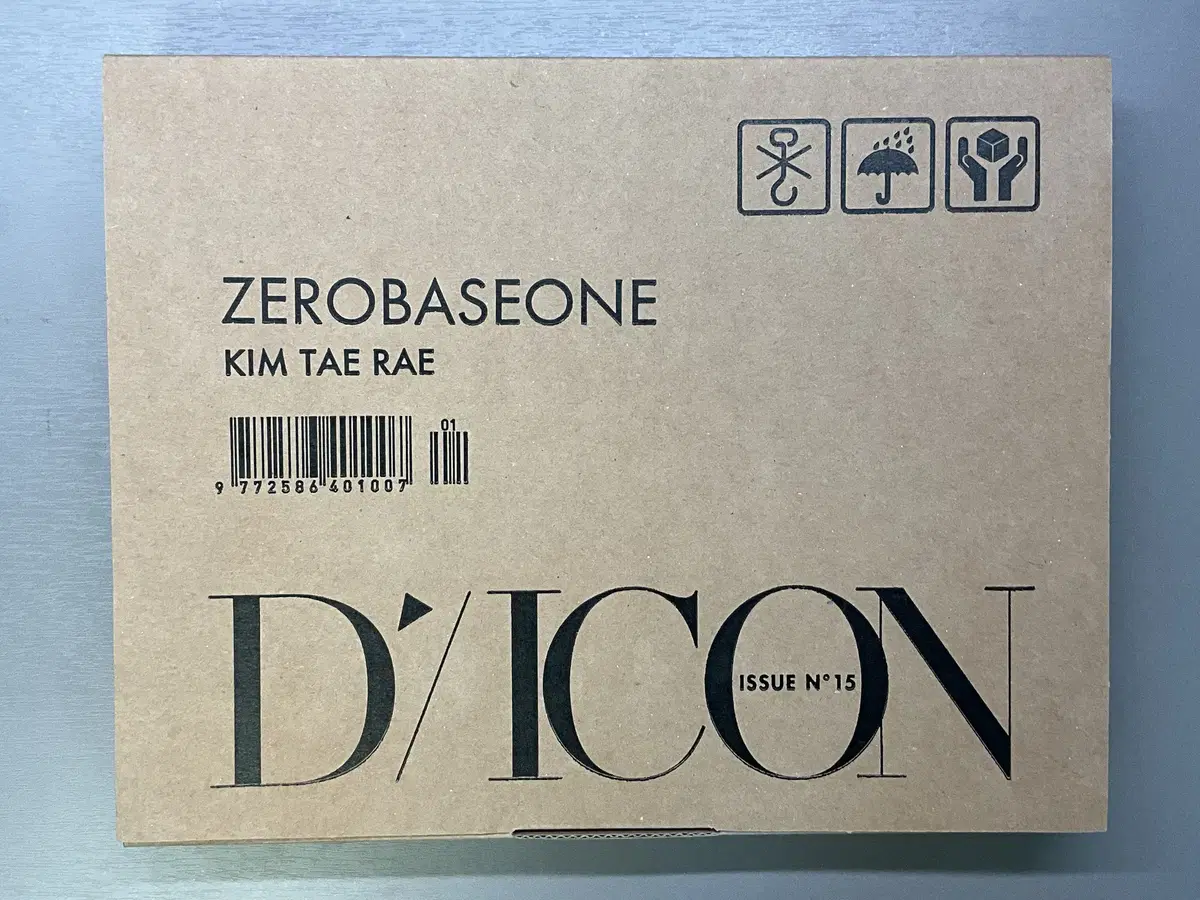 ZEROBASEONE
KIM TAE RAE
01
9 772586 401007
D'/ICON
ISSUE N°15